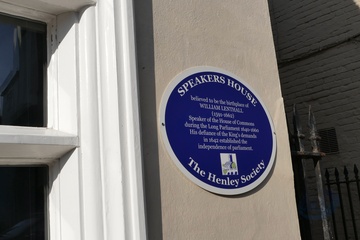 SPEAKERS HOUSE
believed to be the birthplace of
WILLIAM LENTHALL
(1591-1662)
Speaker of the House of Commons
during the Long Parliament 1640-1660.
His defiance of the King's demands
in 1642 established the
independence of parliament.
The Henley Society